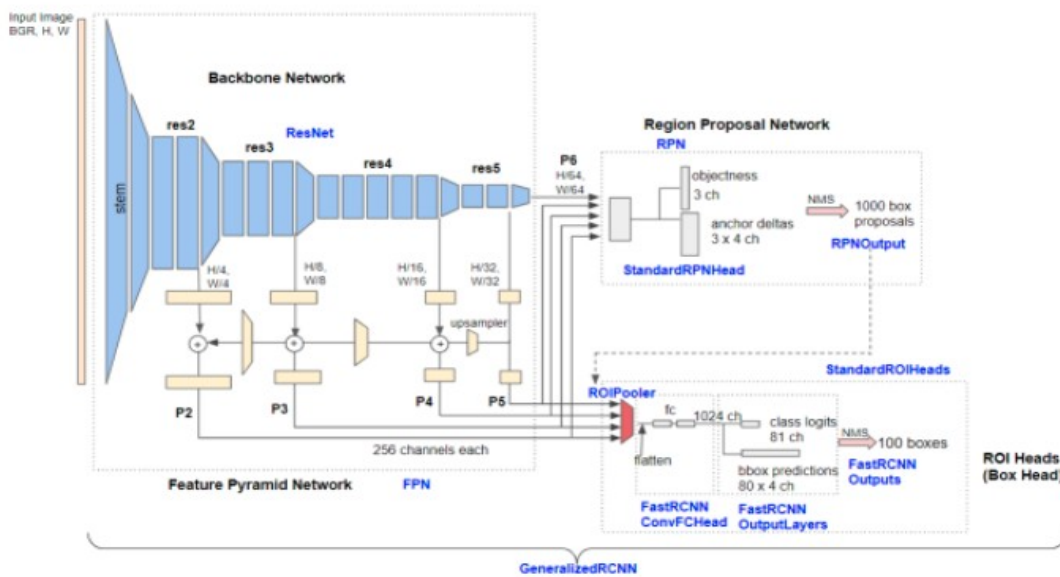 Input Image
BGR, H, W
Backbone Network
res2
ResNet
res3
res4
res5
stem
P6
H/64,
W/64
Region Proposal Network
RPN
objectness
3 ch
anchor deltas
3 x 4 ch
NMS
1000 box
proposals
RPNOutput
StandardRPNHead
H/4,
W/4
H/8,
W/8
H/16,
W/16
H/32,
W/32
upsampler
P2
P3
P4
P5
256 channels each
Feature Pyramid Network
FPN
StandardROIHeads
ROIPooler
fc
1024 ch
flatten
class logits
81 ch
bbox predictions
80 x 4 ch
NMS
100 boxes
FastRCNN
Outputs
ROI Heads
(Box Head)
FastRCNN
ConvFCHead
FastRCNN
OutputLayers
GeneralizedRCNN